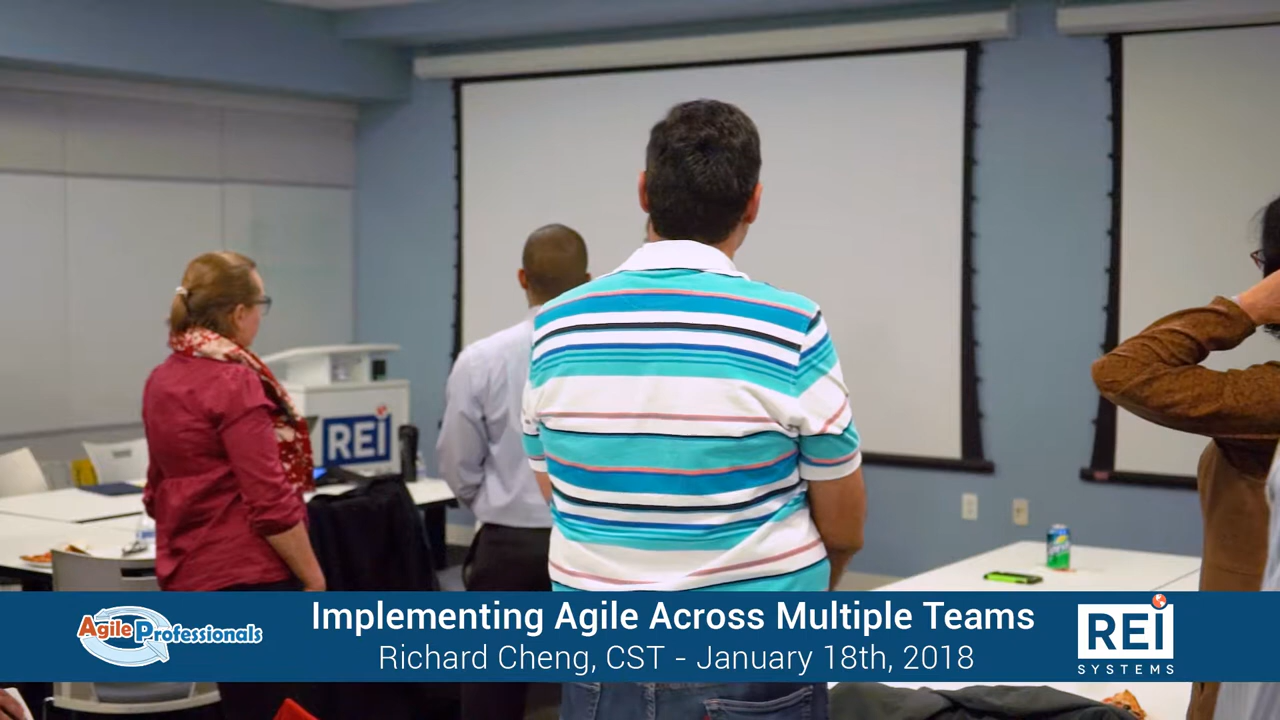 REI
Agile Professionals
Implementing Agile Across Multiple Teams
Richard Cheng, CST - January 18th, 2018
REI
SYSTEMS